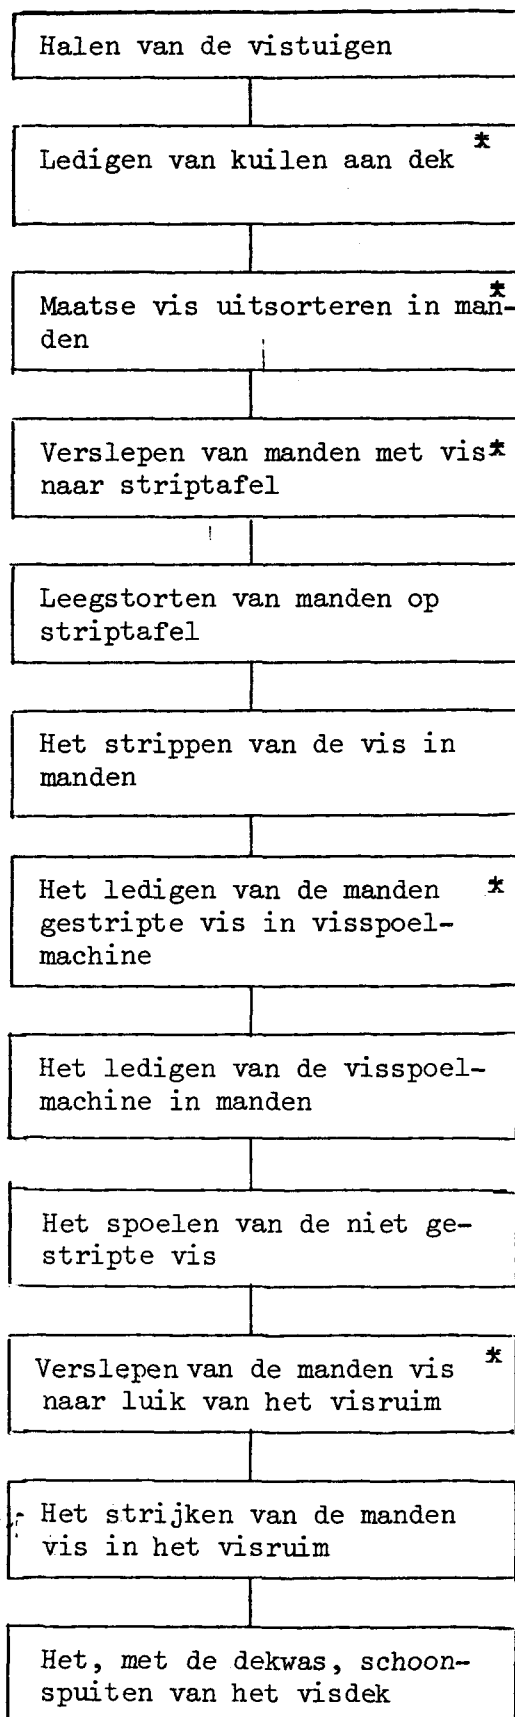 Halen van de vistuigen
Ledigen van kuilen aan dek *
Maatse vis uitsorteren in man-*
den
Verslepen van manden met vis*
naar striptafel
Leegstorten van manden op
striptafel
Het strippen van de vis in
manden
Het ledigen van de manden *
gestripte vis in visspoel-
machine
Het ledigen van de visspoel-
machine in manden
Het spoelen van de niet ge-
stripte vis
Verslepen van de manden vis *
naar luik van het visruim
Het strijken van de manden
vis in het visruim
Het, met de dekwas, schoon-
spuiten van het visdek